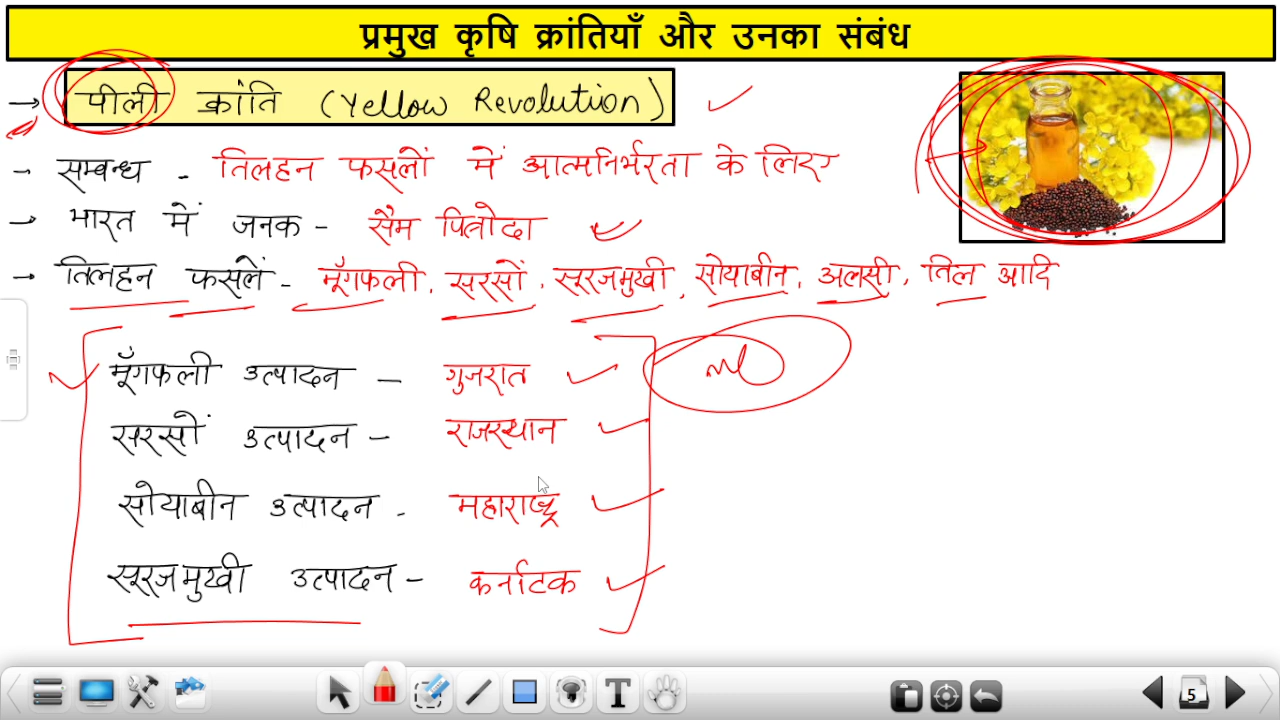 प्रमुख कृषि क्रांतियाँ और उनका संबंध
पीली क्रांति (Yellow Revolution)
सम्बन्ध - तिलहन फसलों में आत्मनिर्भरता के लिए
भारत में जनक - सैम पित्रोदा
तिलहन फसलें - मूँगफली, सरसों, सूरजमुखी, सोयाबीन, अलसी, तिल आदि
मूँगफली उत्पादन - गुजरात
सरसों उत्पादन - राजस्थान
सोयाबीन उत्पादन - महाराष्ट्र
सूरजमुखी उत्पादन - कर्नाटक
5